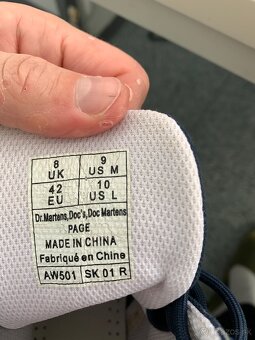 8 UK 9 US M
42 EU 10 US L
Dr.Martens,Doc's,Doc Martens
PAGE
MADE IN CHINA
Fabriqué en Chine
AW501 SK 01 R